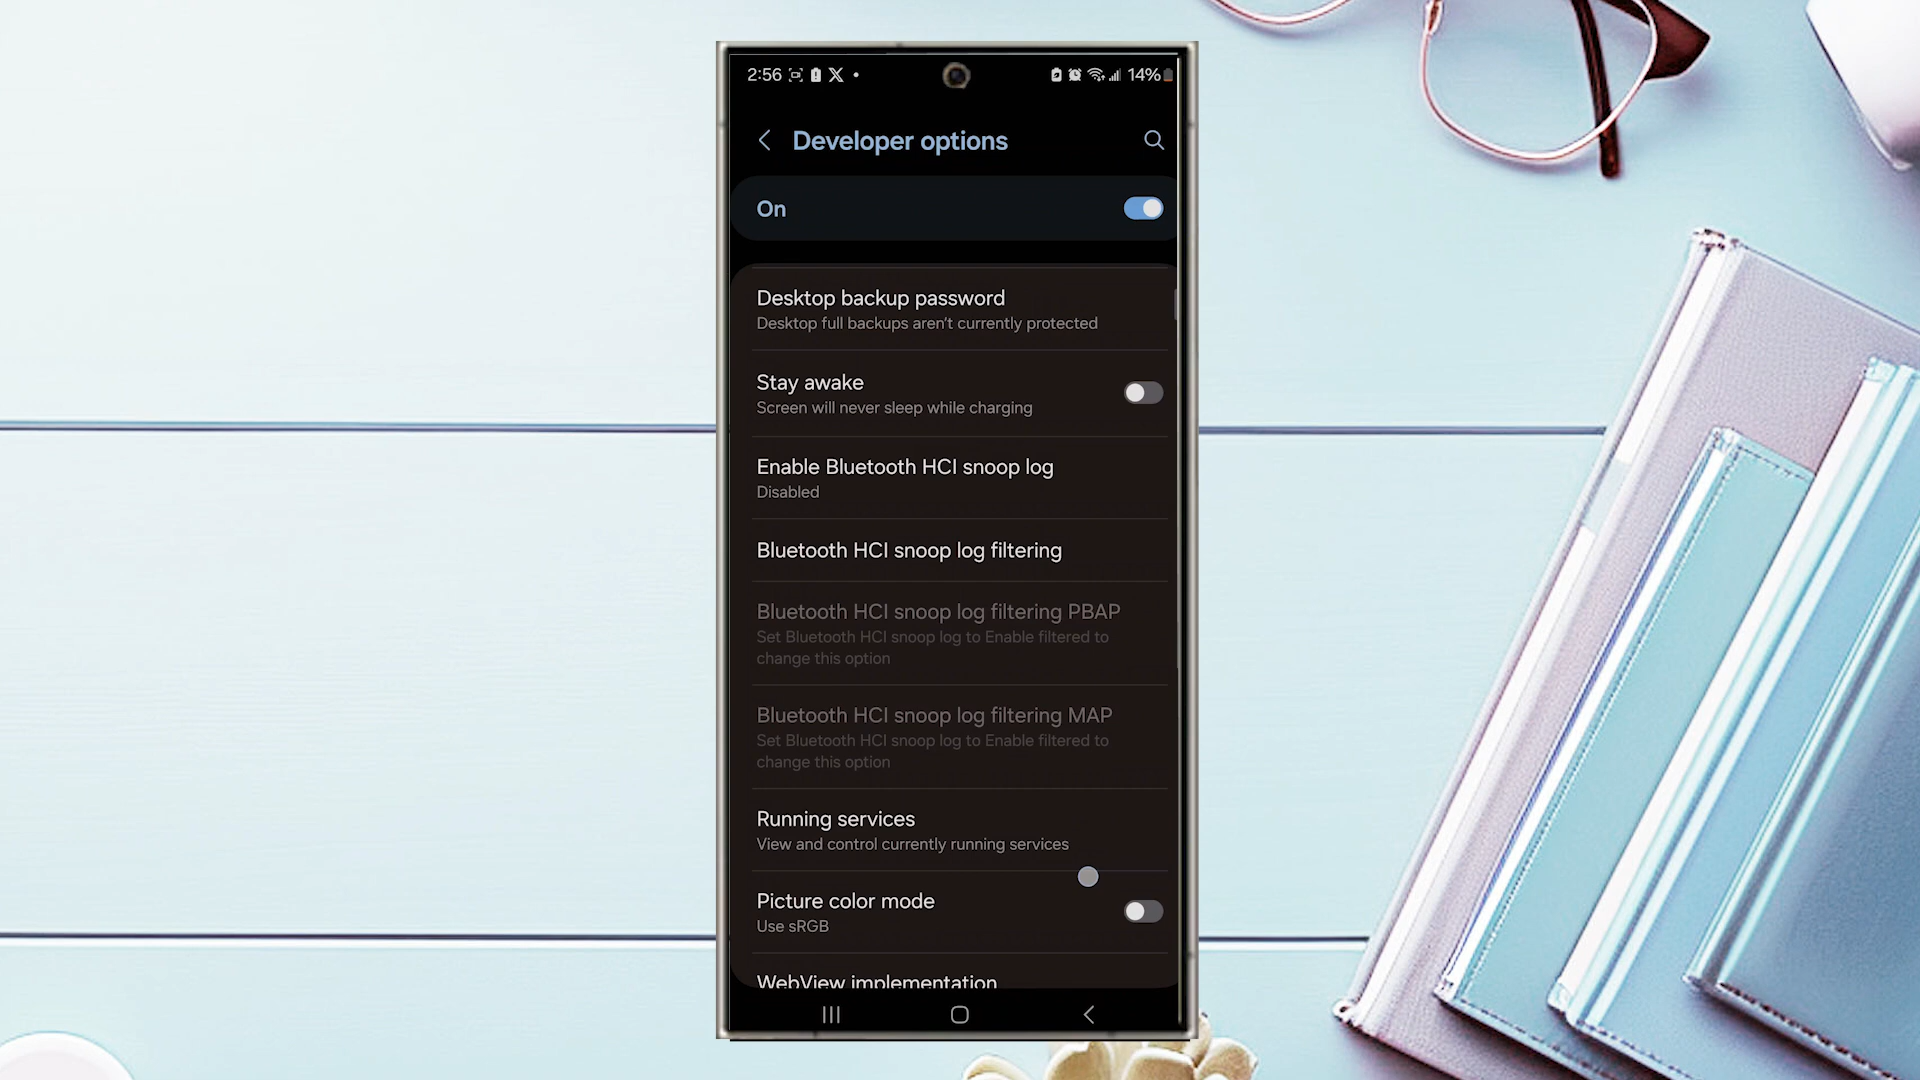 2:56 14%
Developer options
On
Desktop backup password
Desktop full backups aren't currently protected
Stay awake
Screen will never sleep while charging
Enable Bluetooth HCI snoop log
Disabled
Bluetooth HCI snoop log filtering
Bluetooth HCI snoop log filtering PBAP
Set Bluetooth HCI snoop log to Enable filtered to
change this option
Bluetooth HCI snoop log filtering MAP
Set Bluetooth HCI snoop log to Enable filtered to
change this option
Running services
View and control currently running services
Picture color mode
Use sRGB
WebView implementation